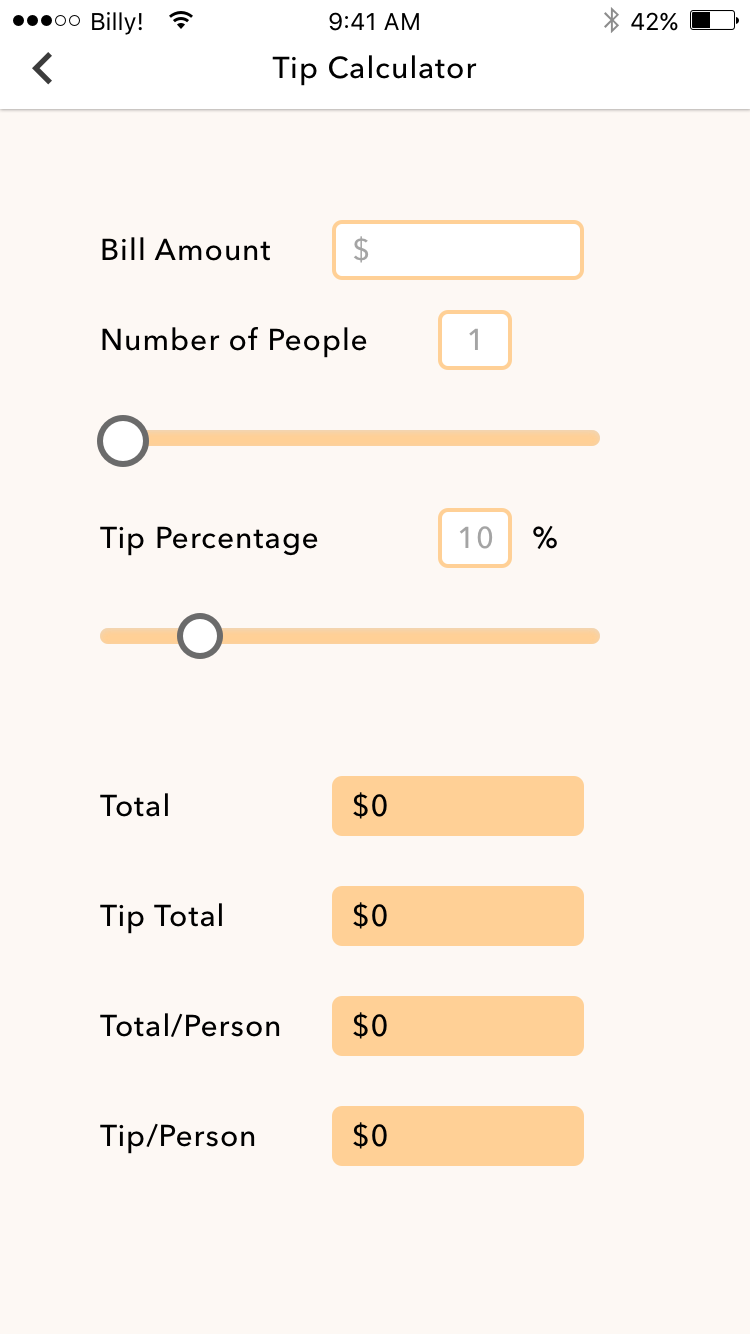 Billy! 9:41 AM 42%
Tip Calculator
Bill Amount $
Number of People 1
Tip Percentage 10 %
Total $0
Tip Total $0
Total/Person $0
Tip/Person $0